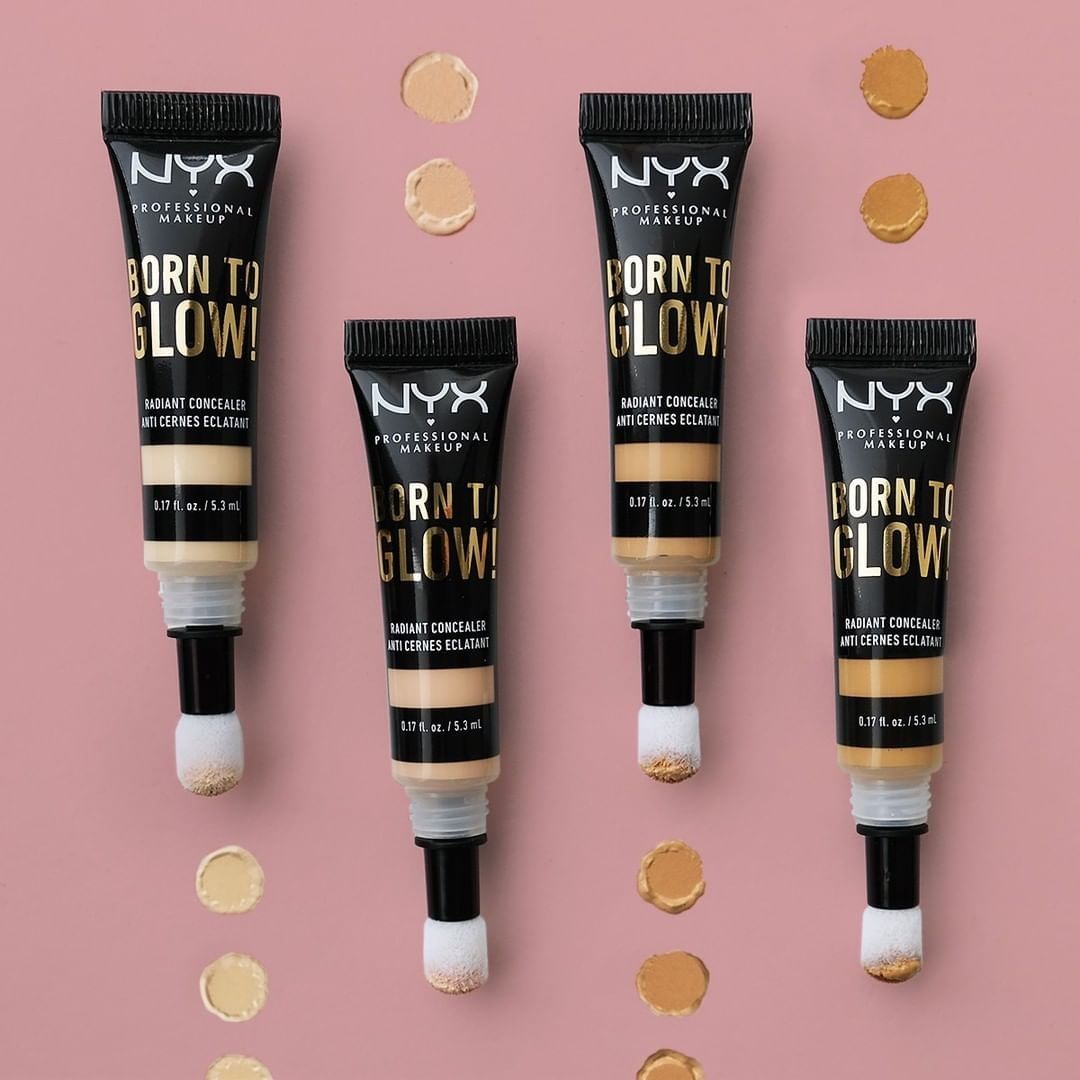 NYX
PROFESSIONAL
MAKEUP
BORN TO
GLOW!
RADIANT CONCEALER
ANTI CERNES ECLATANT
0.17 fl. oz. / 5.3 mL
NYX
PROFESSIONAL
MAKEUP
BORN TO
GLOW!
RADIANT CONCEALER
ANTI CERNES ECLATANT
0.17 fl. oz. / 5.3 mL
NYX
PROFESSIONAL
MAKEUP
BORN TO
GLOW!
RADIANT CONCEALER
ANTI CERNES ECLATANT
0.17 fl. oz. / 5.3 mL
NYX
PROFESSIONAL
MAKEUP
BORN TO
GLOW!
RADIANT CONCEALER
ANTI CERNES ECLATANT
0.17 fl. oz. / 5.3 mL